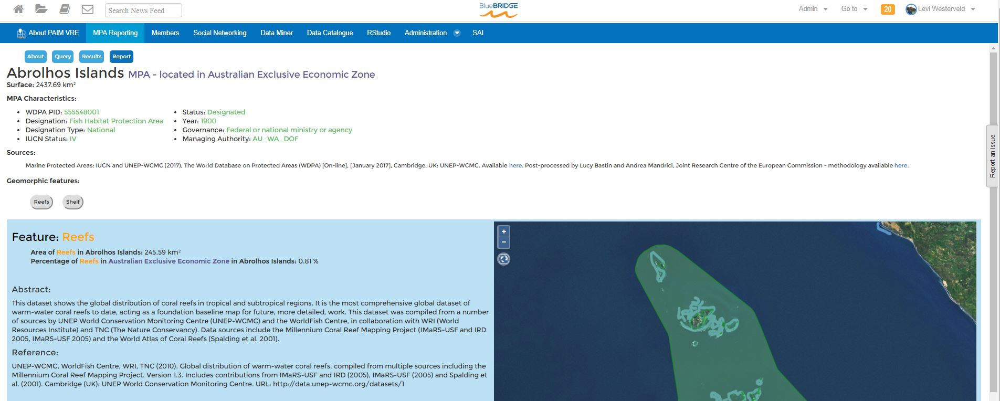 Search News Feed
BlueBRIDGE
Admin
Go to
20
Levi Westerveld
About PAIM VRE
MPA Reporting
Members
Social Networking
Data Miner
Data Catalogue
RStudio
Administration
SAI
About
Query
Results
Report
Abrolhos Islands MPA - located in Australian Exclusive Economic Zone
Surface: 2437.69 km²
MPA Characteristics:
• WDPA PID: 555548001
• Designation: Fish Habitat Protection Area
• Designation Type: National
• IUCN Status: IV
• Status: Designated
• Year: 1900
• Governance: Federal or national ministry or agency
• Managing Authority: AU_WA_DOF
Sources:
Marine Protected Areas: IUCN and UNEP-WCMC (2017), The World Database on Protected Areas (WDPA) [On-line], [January 2017], Cambridge, UK: UNEP-WCMC. Available here. Post-processed by Lucy Bastin and Andrea Mandrici, Joint Research Centre of the European Commission - methodology available here.
Report an issue
Geomorphic features:
Reefs
Shelf
Feature: Reefs
Area of Reefs in Abrolhos Islands: 245.59 km²
Percentage of Reefs in Australian Exclusive Economic Zone in Abrolhos Islands: 0.81 %
Abstract:
This dataset shows the global distribution of coral reefs in tropical and subtropical regions. It is the most comprehensive global dataset of
warm-water coral reefs to date, acting as a foundation baseline map for future, more detailed, work. This dataset was compiled from a number
of sources by UNEP World Conservation Monitoring Centre (UNEP-WCMC) and the WorldFish Centre, in collaboration with WRI (World
Resources Institute) and TNC (The Nature Conservancy). Data sources include the Millennium Coral Reef Mapping Project (IMaRS-USF and IRD
2005, IMaRS-USF 2005) and the World Atlas of Coral Reefs (Spalding et al. 2001).
Reference:
UNEP-WCMC, WorldFish Centre, WRI, TNC (2010). Global distribution of warm-water coral reefs, compiled from multiple sources including the
Millennium Coral Reef Mapping Project. Version 1.3. Includes contributions from IMaRS-USF and IRD (2005), IMaRS-USF (2005) and Spalding et
al. (2001). Cambridge (UK): UNEP World Conservation Monitoring Centre. URL: http://data.unep-wcmc.org/datasets/1
+
−